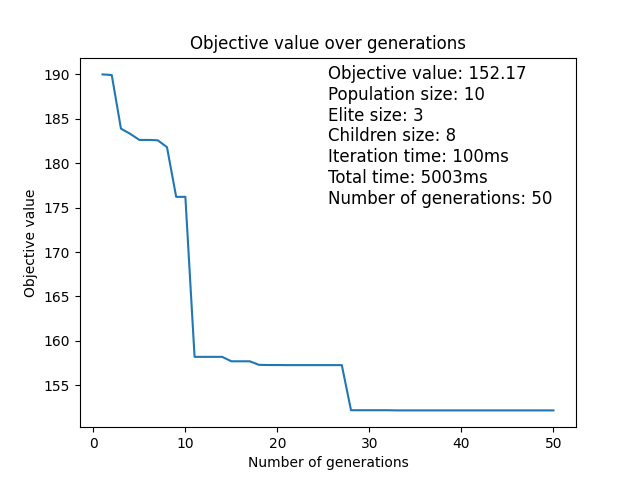 Objective value over generations
Objective value: 152.17
Population size: 10
Elite size: 3
Children size: 8
Iteration time: 100ms
Total time: 5003ms
Number of generations: 50
Objective value
190
185
180
175
170
165
160
155
0 10 20 30 40 50
Number of generations